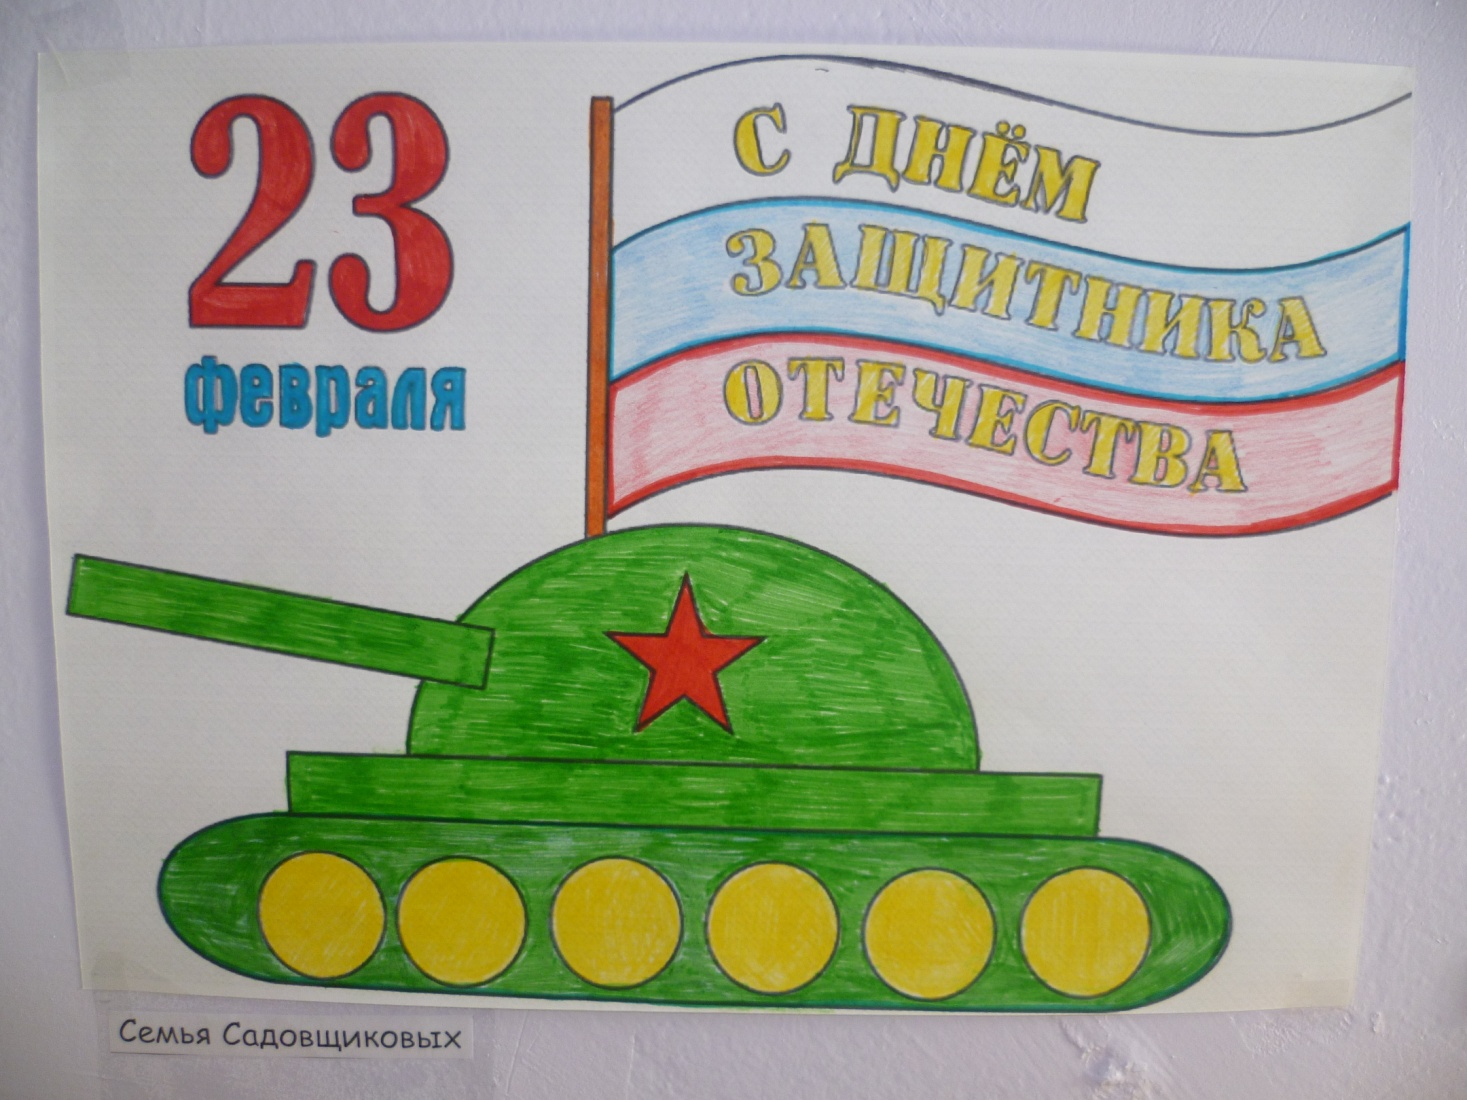 23
февраля
С ДНЁМ
ЗАЩИТНИКА
ОТЕЧЕСТВА
Семья Садовщиковых